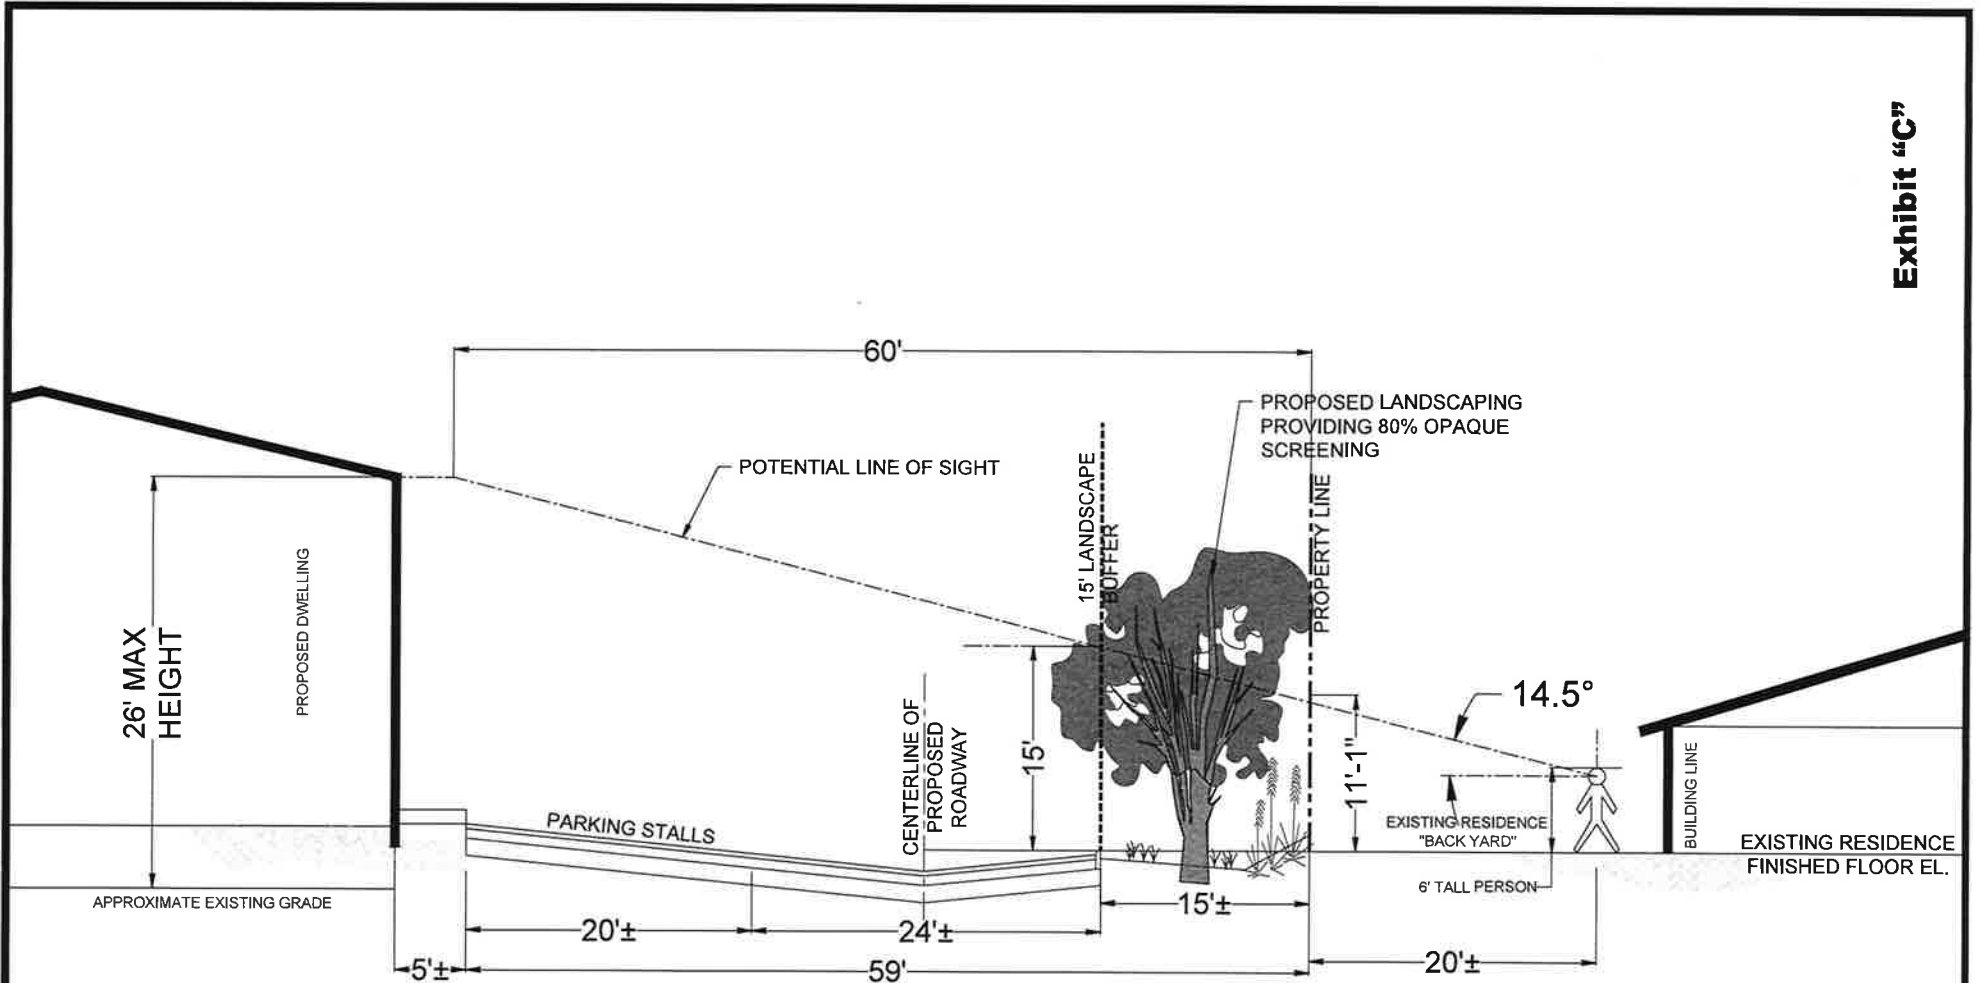 Exhibit “C”
60'
PROPOSED LANDSCAPING
PROVIDING 80% OPAQUE
SCREENING
POTENTIAL LINE OF SIGHT
15' LANDSCAPE
BUFFER
PROPERTY LINE
PROPOSED DWELLING
26' MAX
HEIGHT
CENTERLINE OF
PROPOSED
ROADWAY
15'
11'-1"
14.5°
PARKING STALLS
EXISTING RESIDENCE
"BACK YARD"
BUILDING LINE
EXISTING RESIDENCE
FINISHED FLOOR EL.
6' TALL PERSON
APPROXIMATE EXISTING GRADE
15'±
20'±
24'±
5'±
59'
20'±